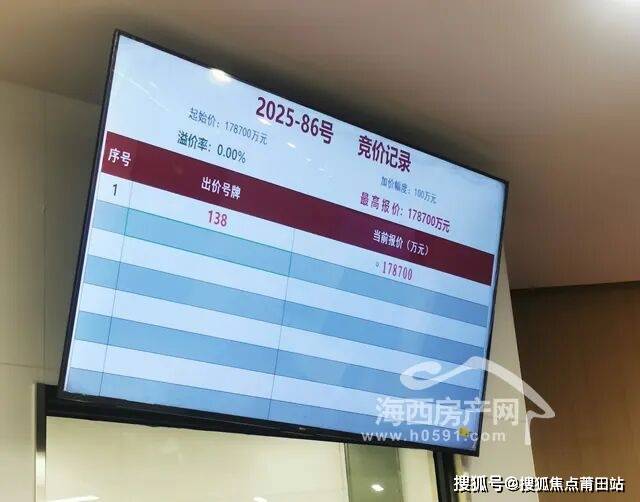 2025-86号 竞价记录
起始价：178700万元
加价幅度：100万元
溢价率：0.00%
最高报价：178700万元
序号 出价号牌 当前报价（万元）
1 138 178700
海西房产网
www.h0591.com
搜狐号@搜狐焦点莆田站